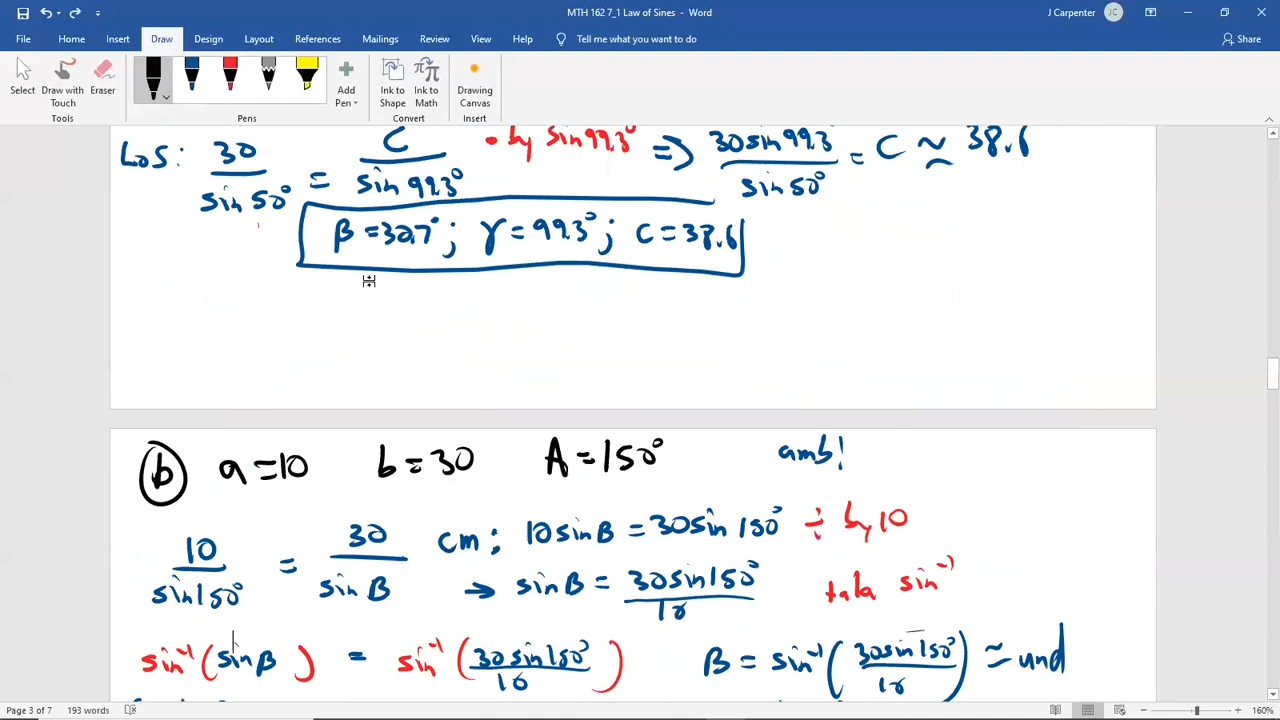 MTH 162 7_1 Law of Sines - Word
J Carpenter JC
File Home Insert Draw Design Layout References Mailings Review View Help Tell me what you want to do Share
Select Draw with Touch Eraser Add Pen Ink to Shape Ink to Math Drawing Canvas
Tools Pens Convert Insert
LoS: 30/sin 50° = C/sin 99.3° • by sin 99.3° ⇒ 30 sin 99.3/sin 50° = C ≈ 38.6
β = 30.7°; γ = 99.3°; C = 38.6
b a = 10 b = 30 A = 150° amb!
10/sin 150° = 30/sin B cm: 10 sin B = 30 sin 150° ÷ by 10
→ sin B = 30 sin 150°/10 take sin⁻¹
sin⁻¹(sin B) = sin⁻¹(30 sin 150°/10) B = sin⁻¹(30 sin 150°/10) ≈ und
Page 3 of 7 193 words 160%